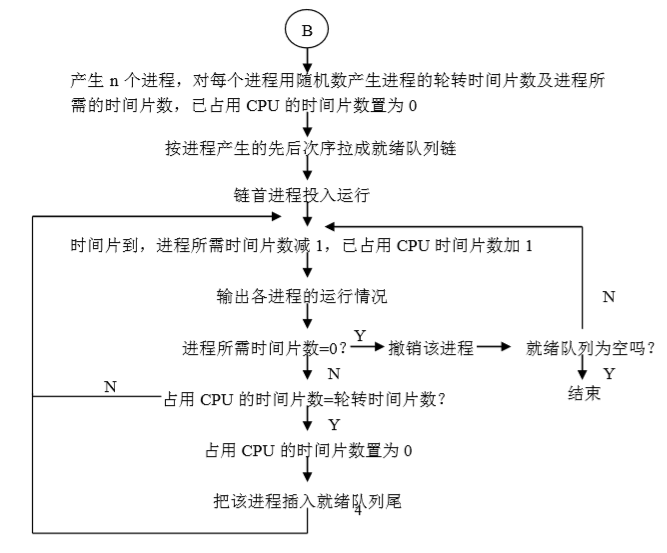 B
产生 n 个进程，对每个进程用随机数产生进程的轮转时间片数及进程所
需的时间片数，已占用 CPU 的时间片数置为 0
按进程产生的先后次序拉成就绪队列链
链首进程投入运行
时间片到，进程所需时间片数减 1，已占用 CPU 时间片数加 1
输出各进程的运行情况
N
进程所需时间片数=0？
Y
撤销该进程
就绪队列为空吗？
N
Y
结束
N
占用 CPU 的时间片数=轮转时间片数？
Y
占用 CPU 的时间片数置为 0
把该进程插入就绪队列尾
4